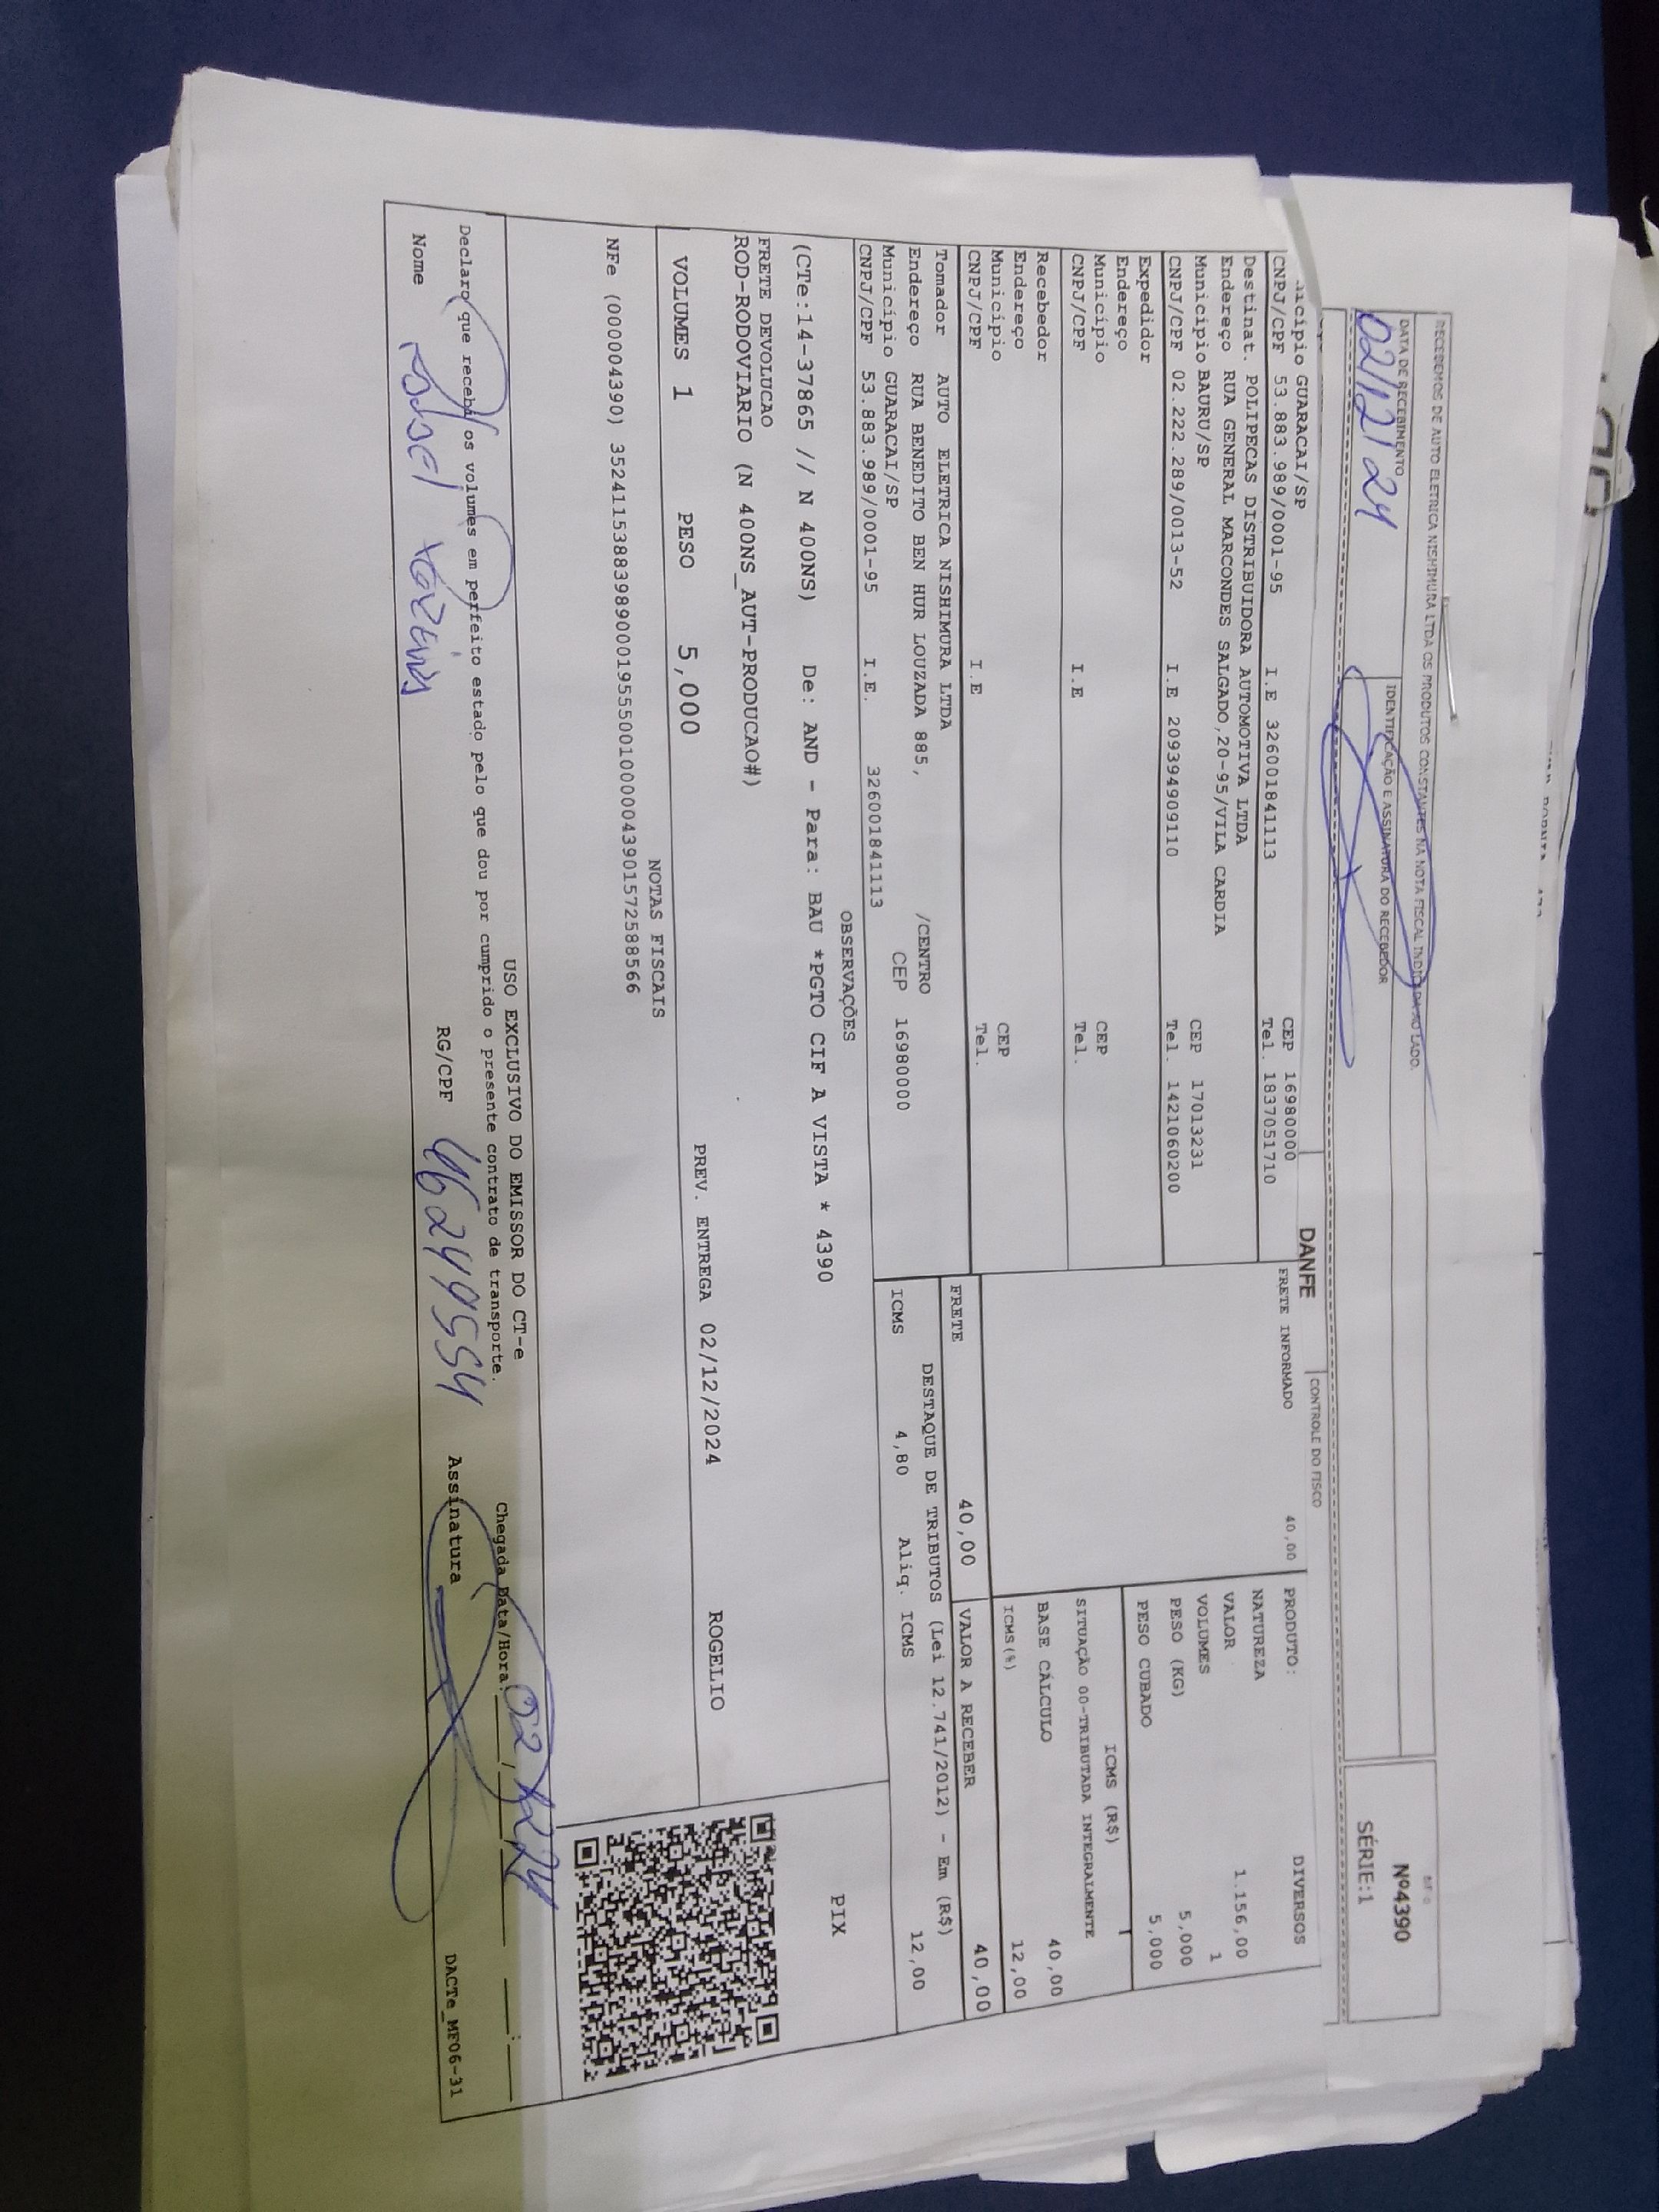 RECEBEMOS DE AUTO ELETRICA NISHIMURA LTDA OS PRODUTOS CONSTANTES NA NOTA FISCAL INDICADA AO LADO.
DATA DE RECEBIMENTO
IDENTIFICAÇÃO E ASSINATURA DO RECEBEDOR
02/12/24
Nº4390
SÉRIE:1
DANFE
CONTROLE DO FISCO
GUARACAI/SP CEP 16980000
CNPJ/CPF 53.883.989/0001-95 I.E 326001841113 Tel. 1837051710
Destinat. POLIPECAS DISTRIBUIDORA AUTOMOTIVA LTDA
Endereço RUA GENERAL MARCONDES SALGADO,20-95/VILA CARDIA
Município BAURU/SP CEP 17013231
CNPJ/CPF 02.222.289/0013-52 I.E 209394909110 Tel. 1421060200
Expedidor
Endereço
Município CEP
CNPJ/CPF I.E Tel.
Recebedor
Endereço
Município CEP
CNPJ/CPF I.E Tel.
Tomador AUTO ELETRICA NISHIMURA LTDA
Endereço RUA BENEDITO BEN HUR LOUZADA 885, /CENTRO
Município GUARACAI/SP CEP 16980000
CNPJ/CPF 53.883.989/0001-95 I.E. 326001841113
FRETE INFORMADO 40,00
PRODUTO: DIVERSOS
NATUREZA
VALOR 1.156,00
VOLUMES 1
PESO (KG) 5,000
PESO CUBADO 5,000
ICMS (R$)
SITUAÇÃO 00-TRIBUTADA INTEGRALMENTE
BASE CÁLCULO 40,00
ICMS(%) 12,00
FRETE 40,00 VALOR A RECEBER 40,00
DESTAQUE DE TRIBUTOS (Lei 12.741/2012) - Em (R$)
ICMS 4,80 Aliq. ICMS 12,00
OBSERVAÇÕES
(CTe:14-37865 // N 400NS) De: AND - Para: BAU *PGTO CIF A VISTA * 4390
FRETE DEVOLUCAO
ROD-RODOVIARIO (N 400NS_AUT-PRODUCAO#)
PIX
VOLUMES 1 PESO 5,000 PREV. ENTREGA 02/12/2024 ROGELIO
NOTAS FISCAIS
NFe (000004390) 35241153883989000195550010000043901572588566
USO EXCLUSIVO DO EMISSOR DO CT-e
Declaro que recebi os volumes em perfeito estado pelo que dou por cumprido o presente contrato de transporte.
Chegada Data/Hora:
Nome RG/CPF Assinatura
DACTe_MF06-31